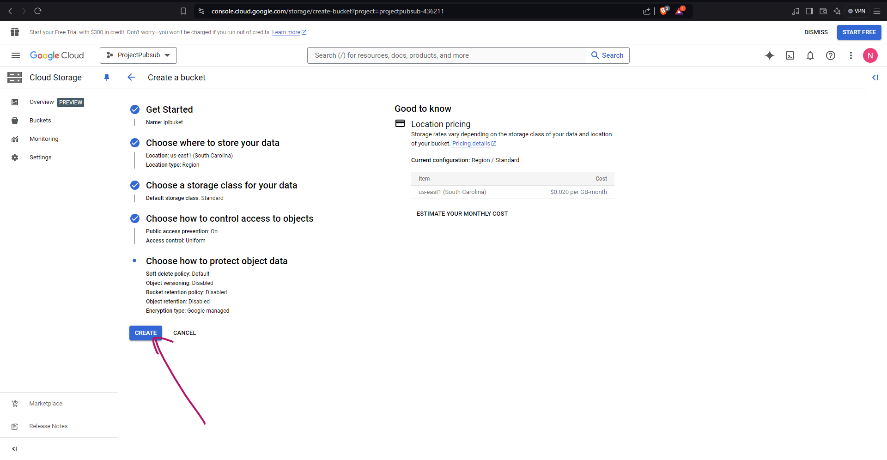 console.cloud.google.com/storage/create-bucket?project=projectpubsub-43%211
VPN
Start your Free Trial with $300 in credit. Don't worry—you won't be charged if you run out of credits. Learn more
DISMISS
START FREE
Google Cloud
ProjectPubsub
Search (/) for resources, docs, products, and more
Search
N
Cloud Storage
Create a bucket
Overview PREVIEW
Buckets
Monitoring
Settings
Marketplace
Release Notes
Get Started
Choose where to store your data
Location: us-east1 (South Carolina)
Location type: Region
Choose a storage class for your data
Default storage class: Standard
Choose how to control access to objects
Public access prevention: On
Access control: Uniform
Choose how to protect object data
Soft delete policy: Default
Object versioning: Disabled
Bucket retention policy: Disabled
Object retention: Disabled
Encryption type: Google managed
CREATE
CANCEL
Good to know
Location pricing
Storage rates vary depending on the storage class of your data and location
of your bucket. Pricing details
Current configuration: Region / Standard
Item
Cost
us-east1 (South Carolina)
$0.020 per GB-month
ESTIMATE YOUR MONTHLY COST